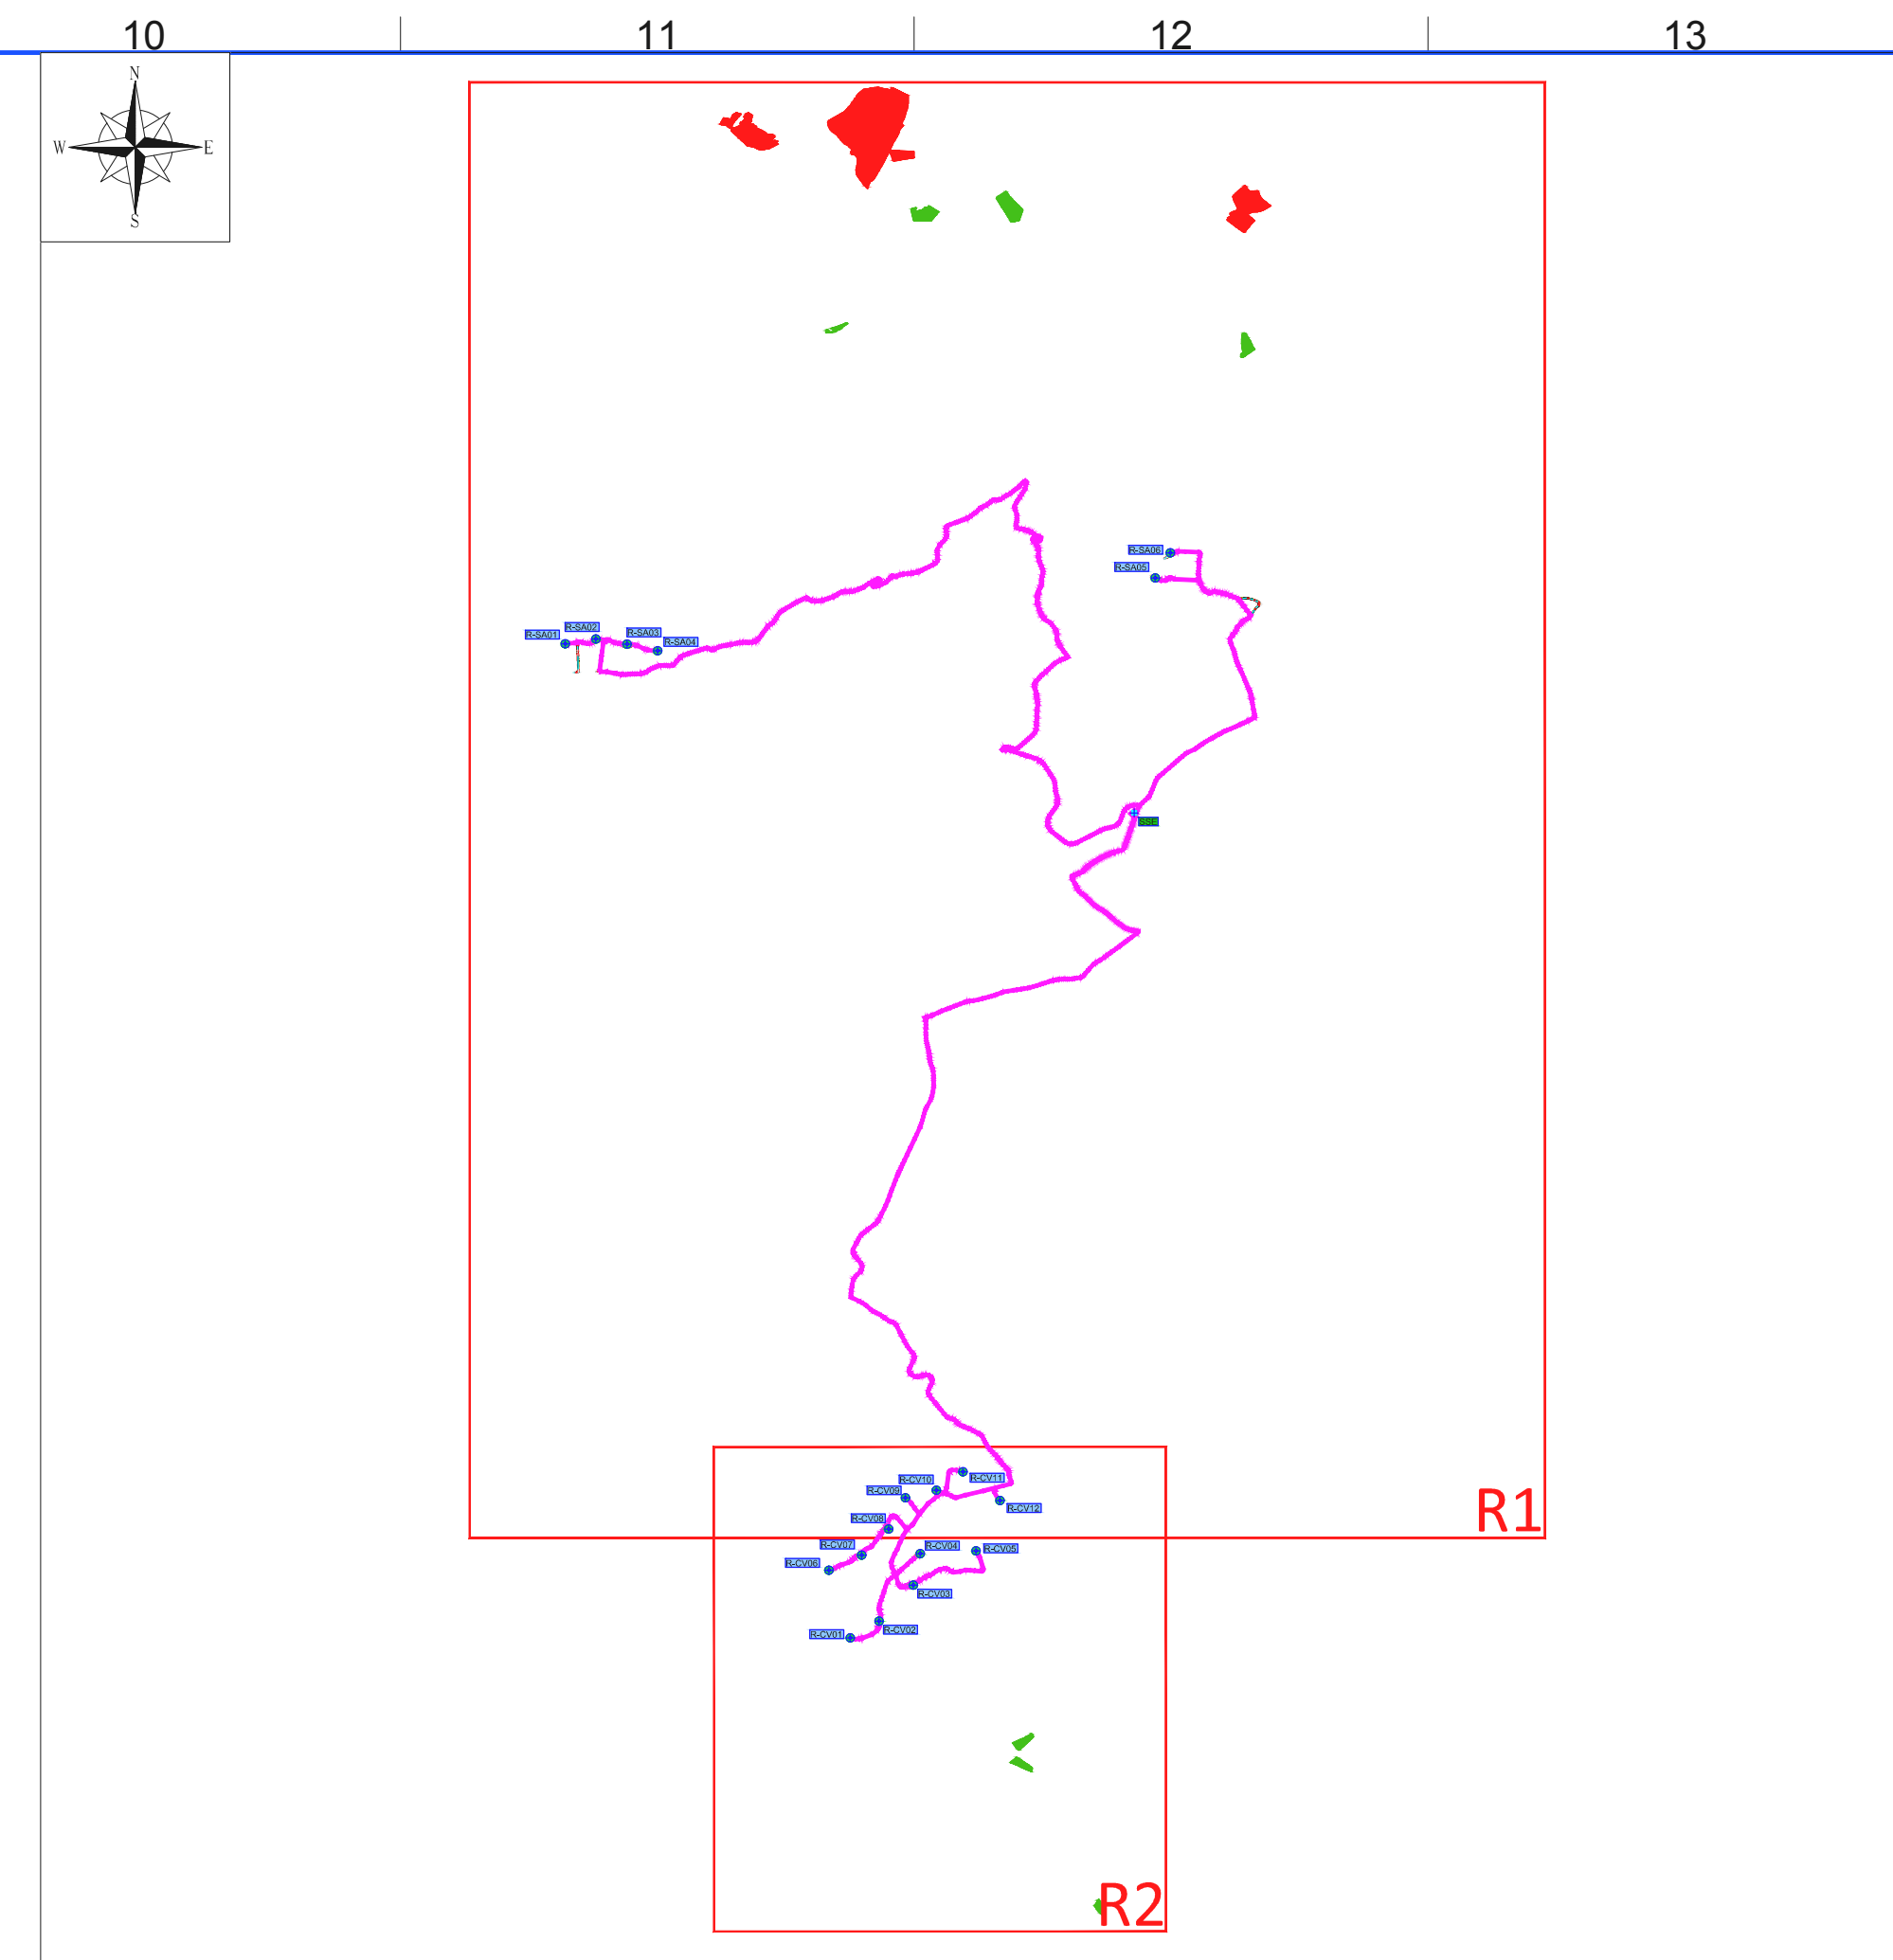 10 11 12 13
N
W E
S
R-SA06
R-SA05
R-SA01 R-SA02 R-SA03 R-SA04
SSE
R-CV10 R-CV11
R-CV09
R-CV12
R-CV08
R1
R-CV07 R-CV04 R-CV05
R-CV06
R-CV03
R-CV01 R-CV02
R2